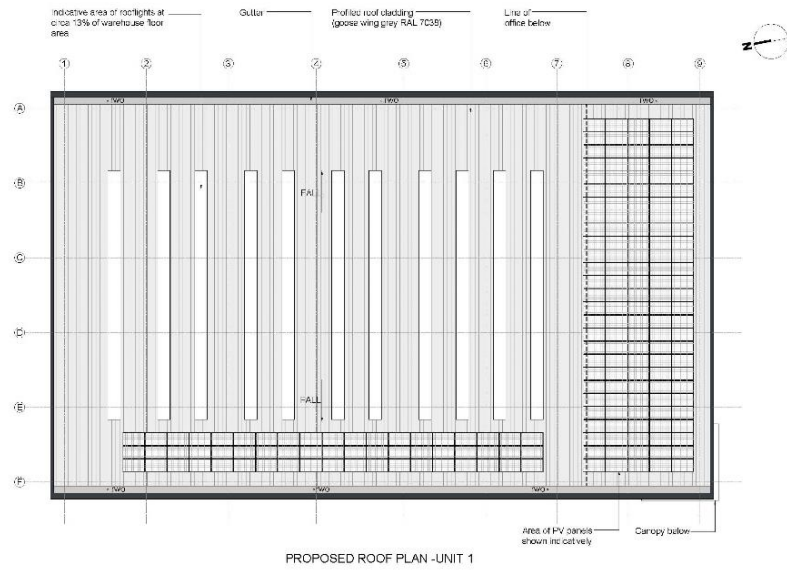 Indicative area of rooflights at
circa 13% of warehouse floor
area
Gutter
Profiled roof cladding
(goose wing grey RAL 7038)
Line of
office below
N
1 2 3 4 5 6 7 8 9
TWO TWO TWO
A
B
FALL
C
D
E
FALL
F
TWO TWO TWO
Area of PV panels
shown indicatively
Canopy below
PROPOSED ROOF PLAN -UNIT 1